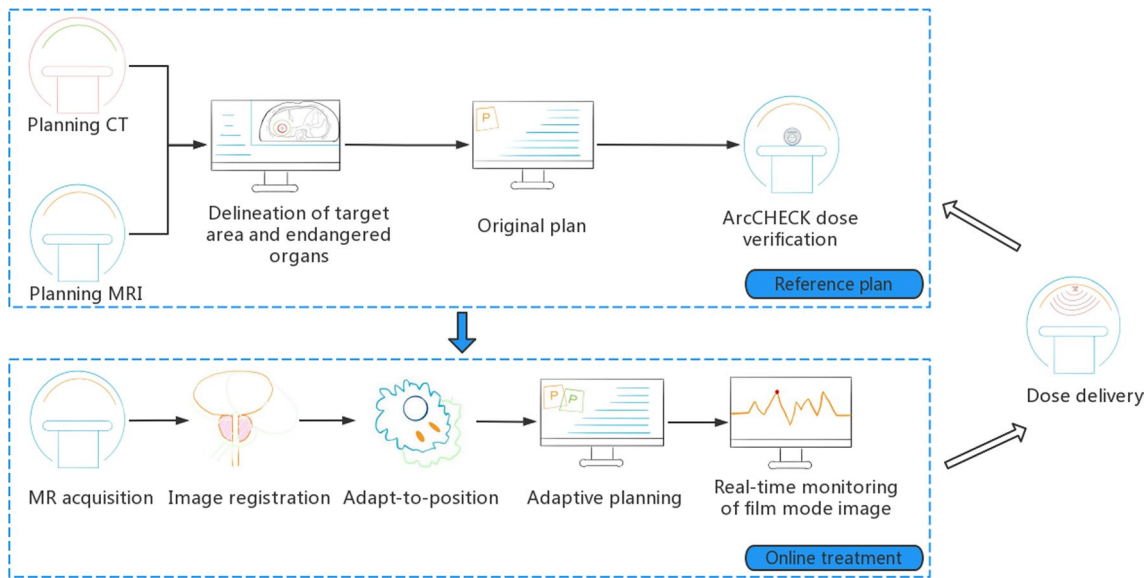 Planning CT
Planning MRI
Delineation of target
area and endangered
organs
P
Original plan
ArcCHECK dose
verification
Reference plan
MR acquisition
Image registration
Adapt-to-position
P P
Adaptive planning
Real-time monitoring
of film mode image
Online treatment
Dose delivery